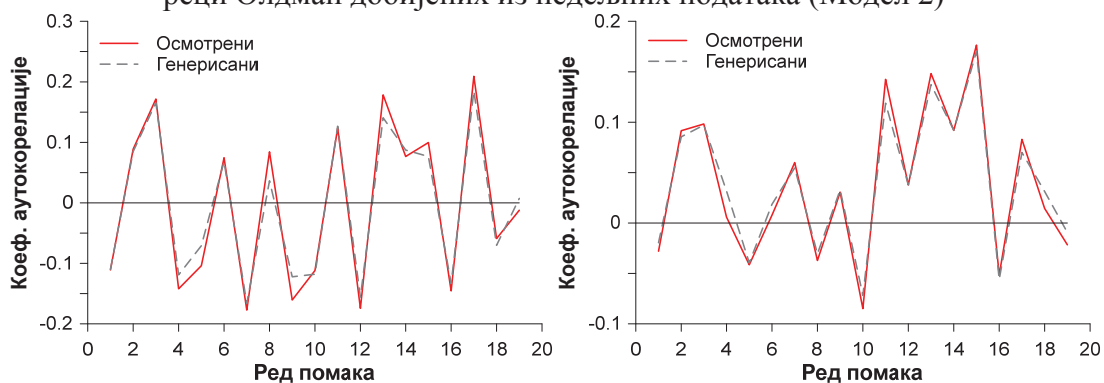 реци Олдман добијених из недељних података (Модел 2)
0.3
0.2
0.1
0
-0.1
-0.2
Коеф. аутокорелације
Осмотрени
Генерисани
0 2 4 6 8 10 12 14 16 18 20
Ред помака
0.2
0.1
0
-0.1
Коеф. аутокорелације
Осмотрени
Генерисани
0 2 4 6 8 10 12 14 16 18 20
Ред помака